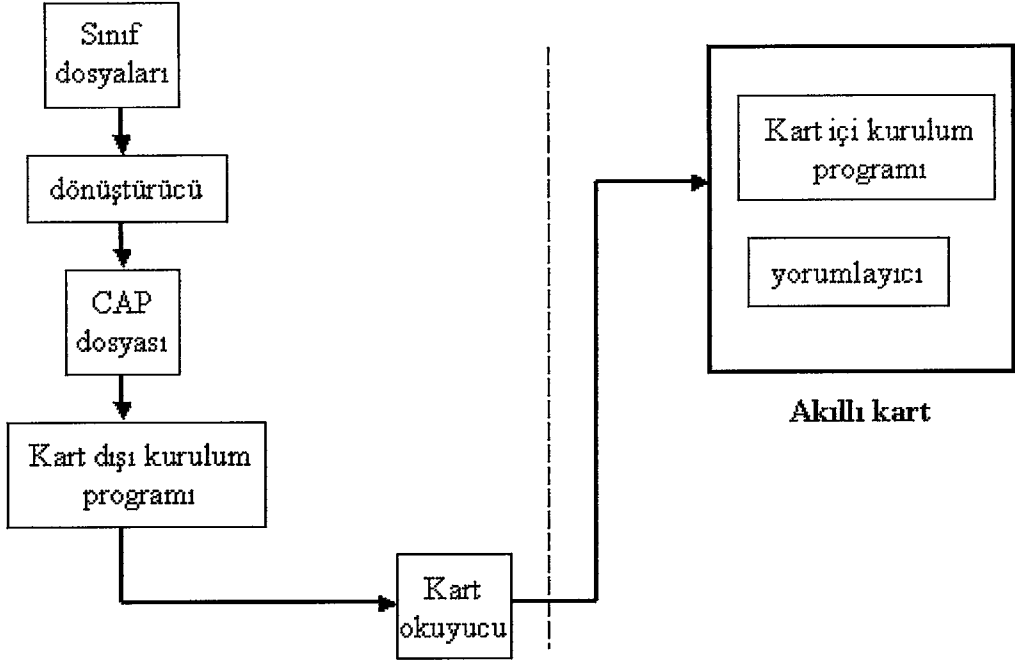 Sınıf
dosyaları
dönüştürücü
CAP
dosyası
Kart dışı kurulum
programı
Kart
okuyucu
Kart içi kurulum
programı
yorumlayıcı
Akıllı kart